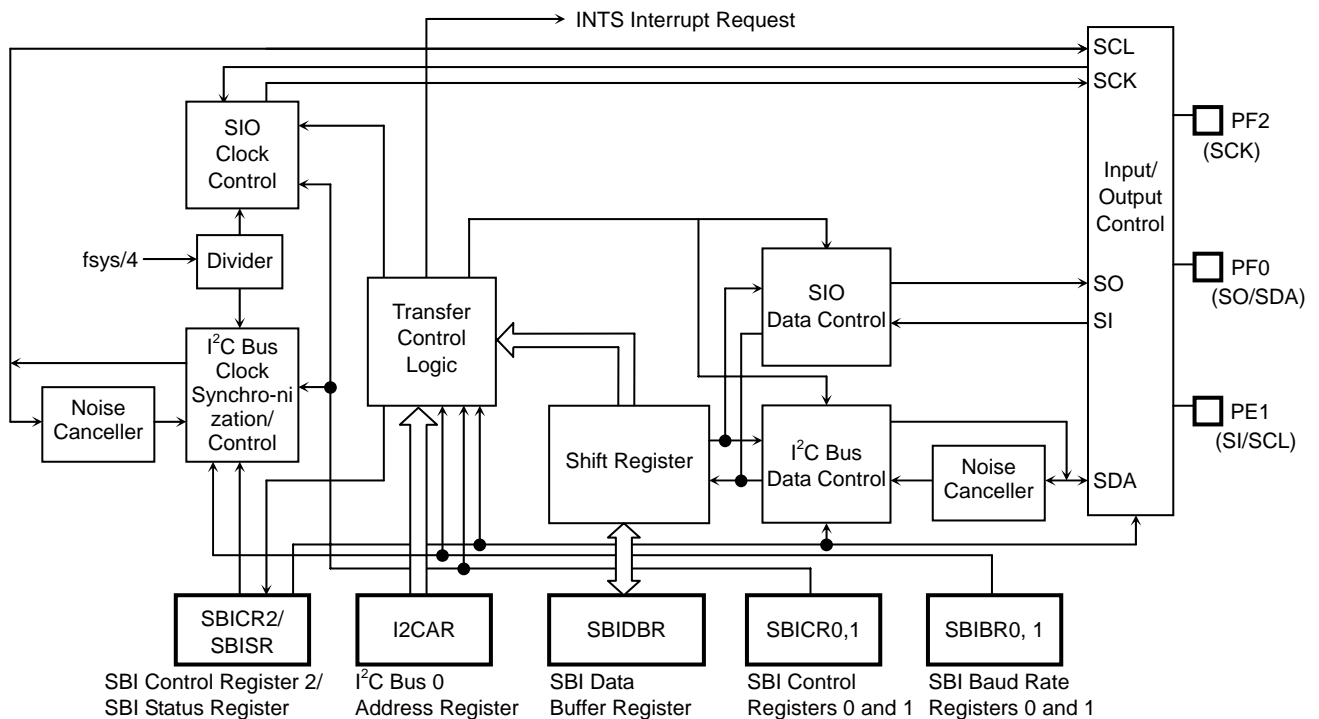 INTS Interrupt Request
SCL
SCK
SIO
Clock
Control
PF2
(SCK)
Input/
Output
Control
fsys/4
Divider
PF0
(SO/SDA)
SIO
Data Control
SO
SI
Transfer
Control
Logic
I²C Bus
Clock
Synchro-ni
zation/
Control
Noise
Canceller
PE1
(SI/SCL)
Shift Register
I²C Bus
Data Control
Noise
Canceller
SDA
SBICR2/
SBISR
I2CAR
SBIDBR
SBICR0,1
SBIBR0, 1
SBI Control Register 2/
SBI Status Register
I²C Bus 0
Address Register
SBI Data
Buffer Register
SBI Control
Registers 0 and 1
SBI Baud Rate
Registers 0 and 1